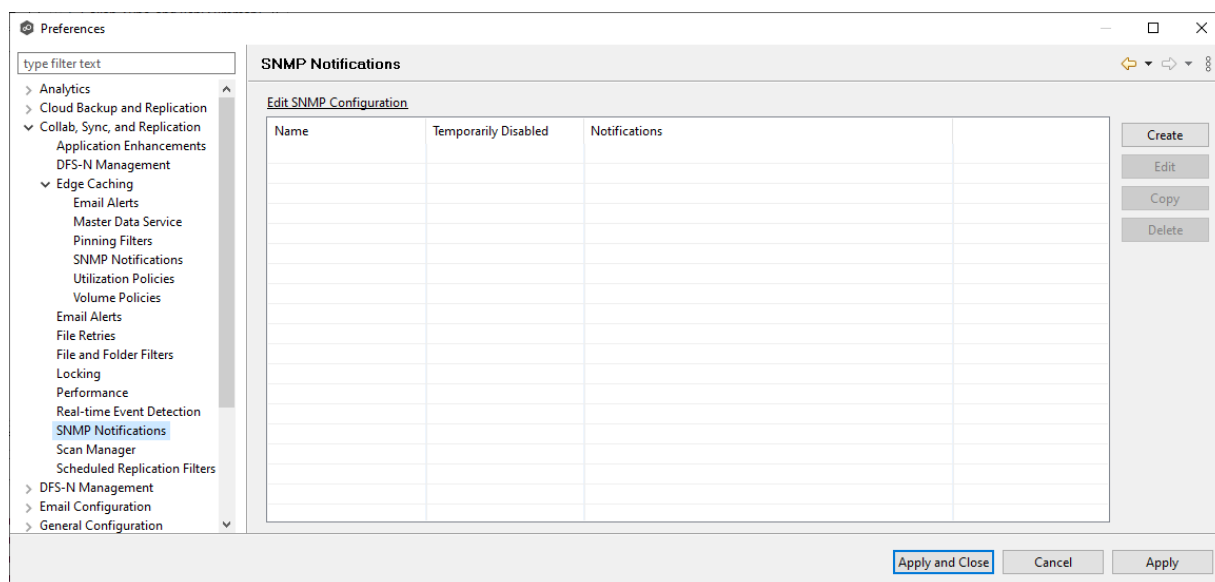 Preferences
type filter text
SNMP Notifications
Analytics
Cloud Backup and Replication
Collab, Sync, and Replication
Application Enhancements
DFS-N Management
Edge Caching
Email Alerts
Master Data Service
Pinning Filters
SNMP Notifications
Utilization Policies
Volume Policies
Email Alerts
File Retries
File and Folder Filters
Locking
Performance
Real-time Event Detection
SNMP Notifications
Scan Manager
Scheduled Replication Filters
DFS-N Management
Email Configuration
General Configuration
Edit SNMP Configuration
Name Temporarily Disabled Notifications
Create
Edit
Copy
Delete
Apply and Close Cancel Apply